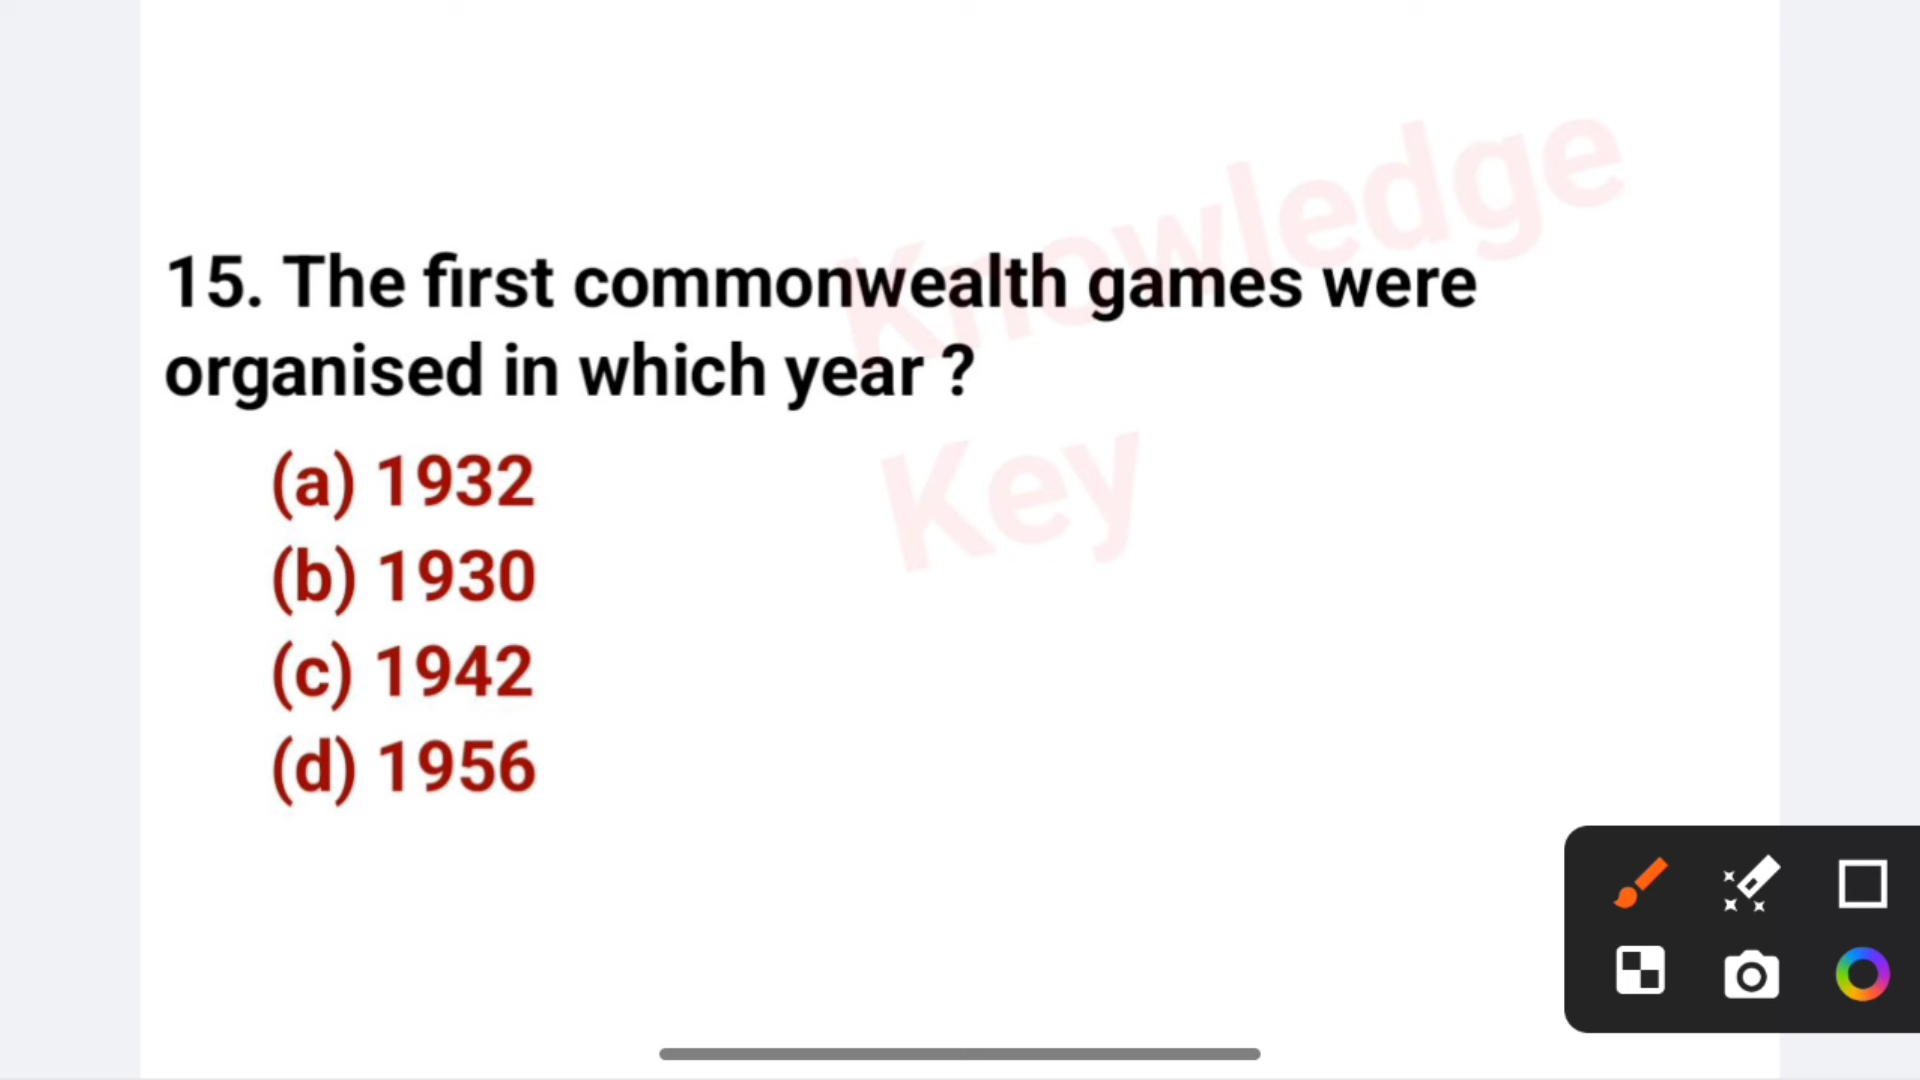 Knowledge
15. The first commonwealth games were
organised in which year ?
Key
(a) 1932
(b) 1930
(c) 1942
(d) 1956